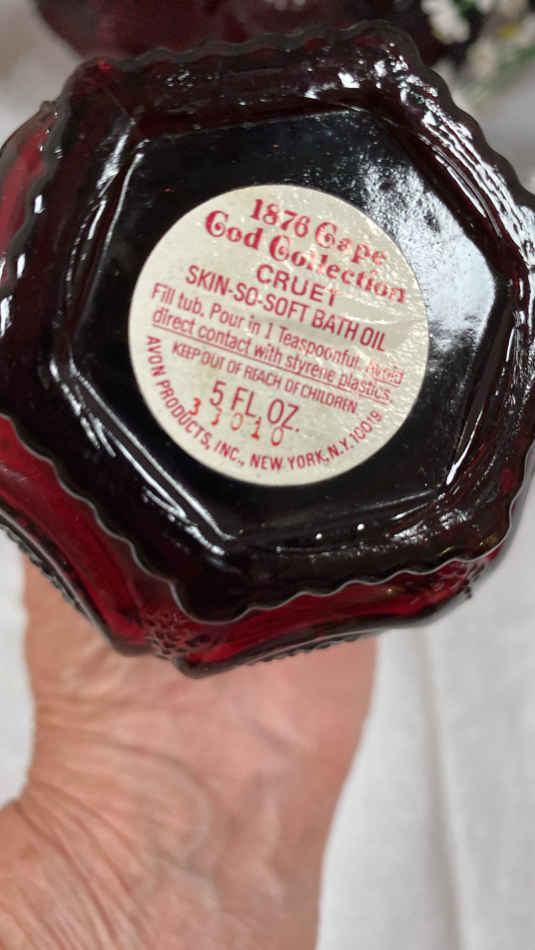 1876 Cape
Cod Collection
CRUET
SKIN-SO-SOFT BATH OIL
Fill tub. Pour in 1 Teaspoonful. Avoid
direct contact with styrene plastics.
KEEP OUT OF REACH OF CHILDREN
5 FL. OZ.
33010
AVON PRODUCTS, INC., NEW YORK, N.Y. 10019